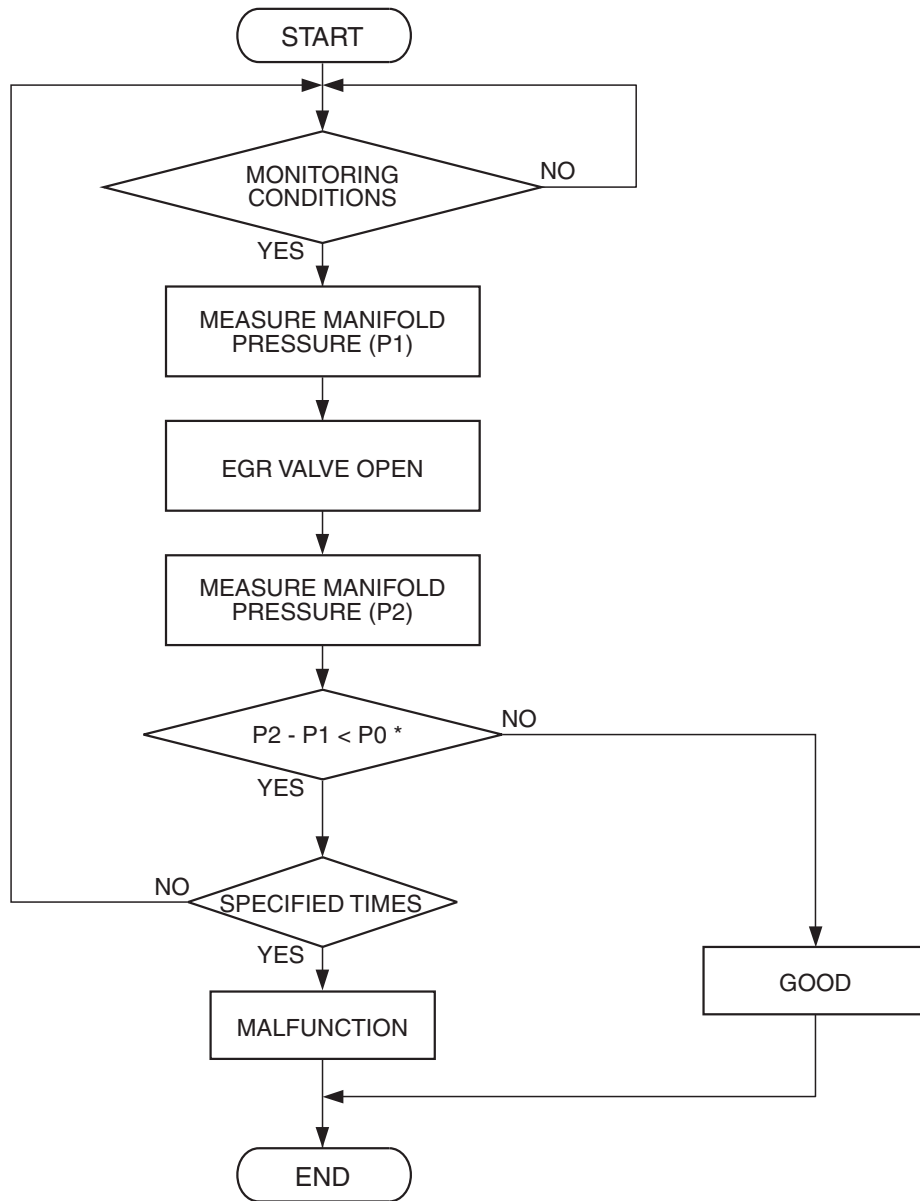 START
MONITORING
CONDITIONS
NO
YES
MEASURE MANIFOLD
PRESSURE (P1)
EGR VALVE OPEN
MEASURE MANIFOLD
PRESSURE (P2)
P2 - P1 < P0 *
NO
YES
NO
SPECIFIED TIMES
YES
GOOD
MALFUNCTION
END